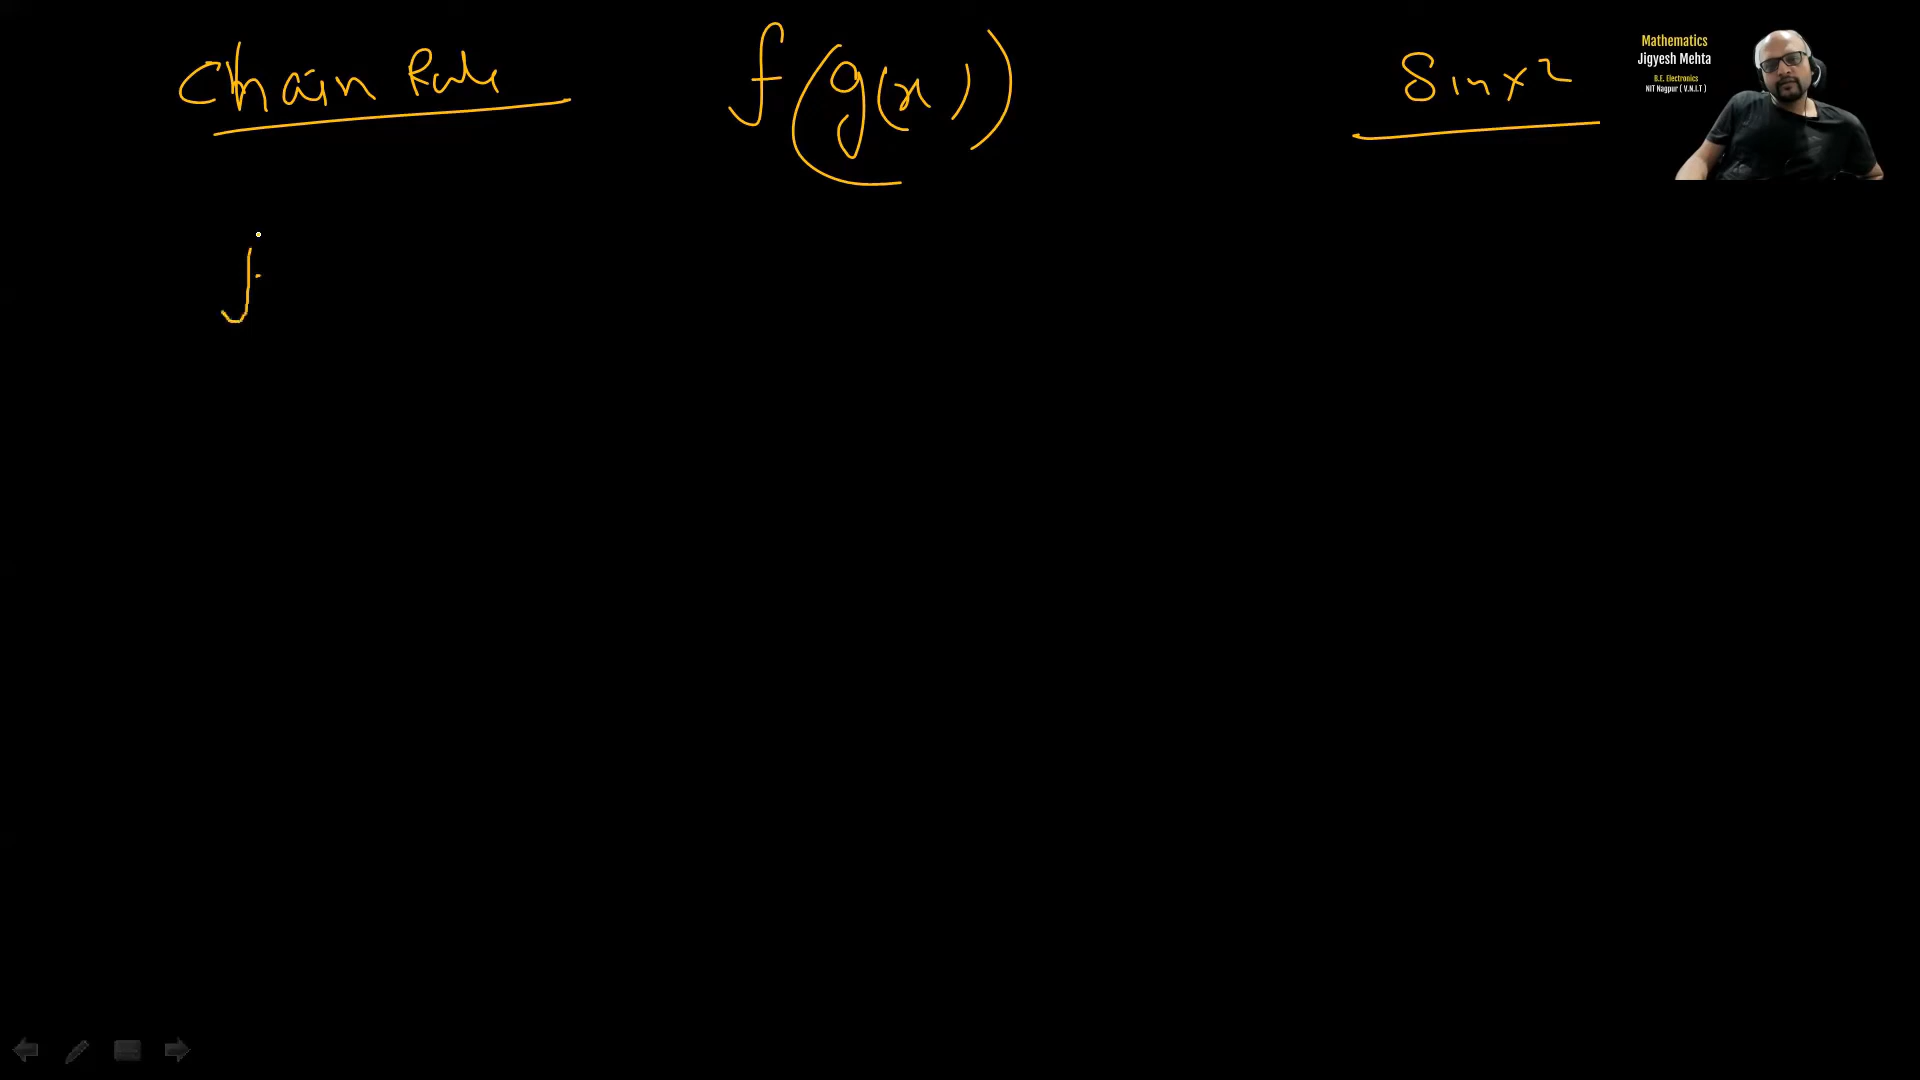 Chain Rule f(g(x)) Sin x²
Mathematics
Jigyesh Mehta
B.E. Electronics
NIT Nagpur ( V.N.I.T )